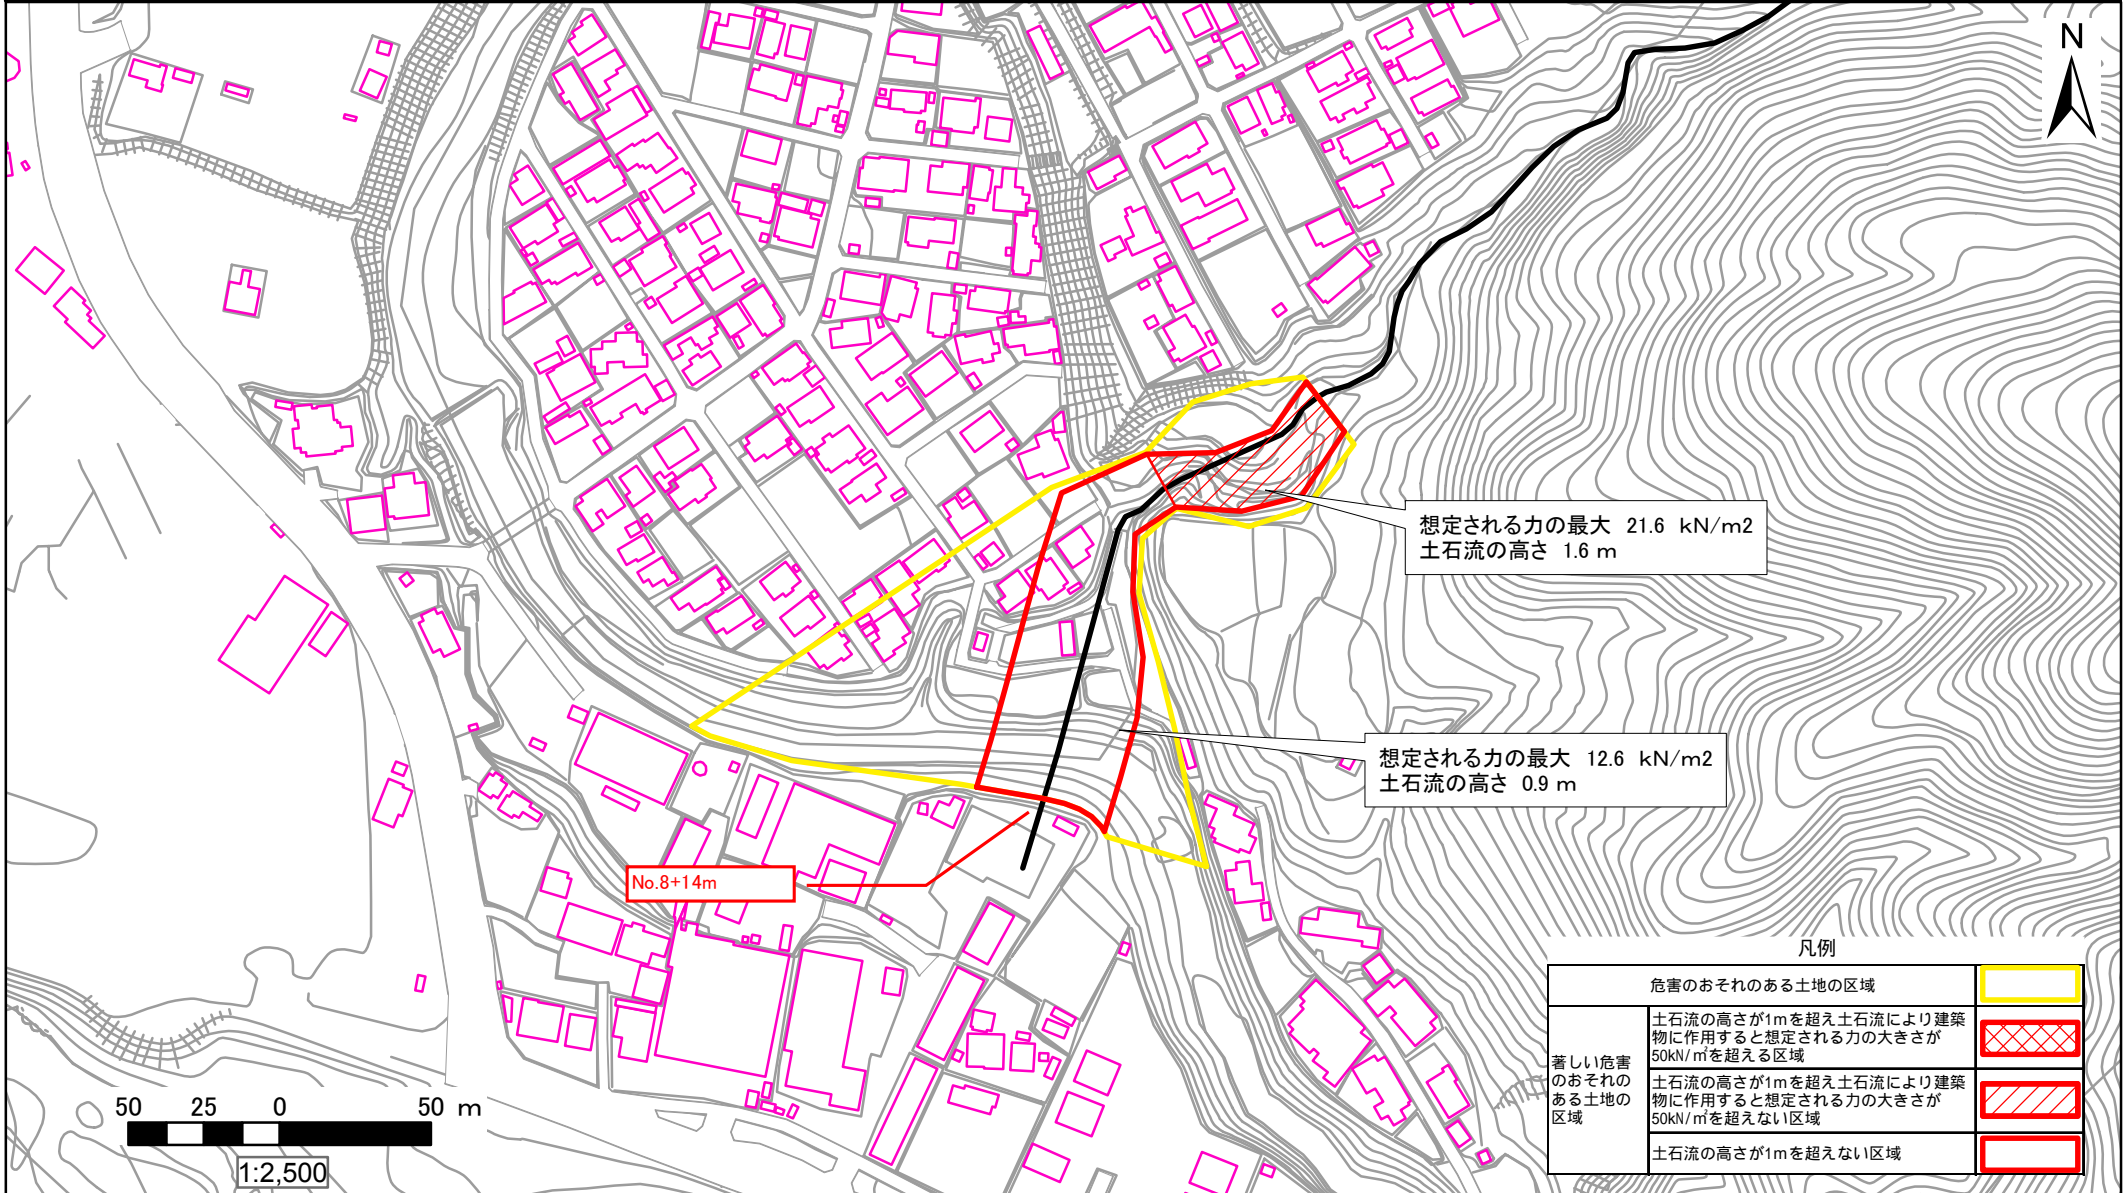 N
想定される力の最大 21.6 kN/m2
土石流の高さ 1.6 m
想定される力の最大 12.6 kN/m2
土石流の高さ 0.9 m
No.8+14m
凡例
危害のおそれのある土地の区域
著しい危害
のおそれの
ある土地の
区域
土石流の高さが1mを超え土石流により建築
物に作用すると想定される力の大きさが
50kN/㎡を超える区域
土石流の高さが1mを超え土石流により建築
物に作用すると想定される力の大きさが
50kN/㎡を超えない区域
土石流の高さが1mを超えない区域
50 25 0 50 m
1:2,500